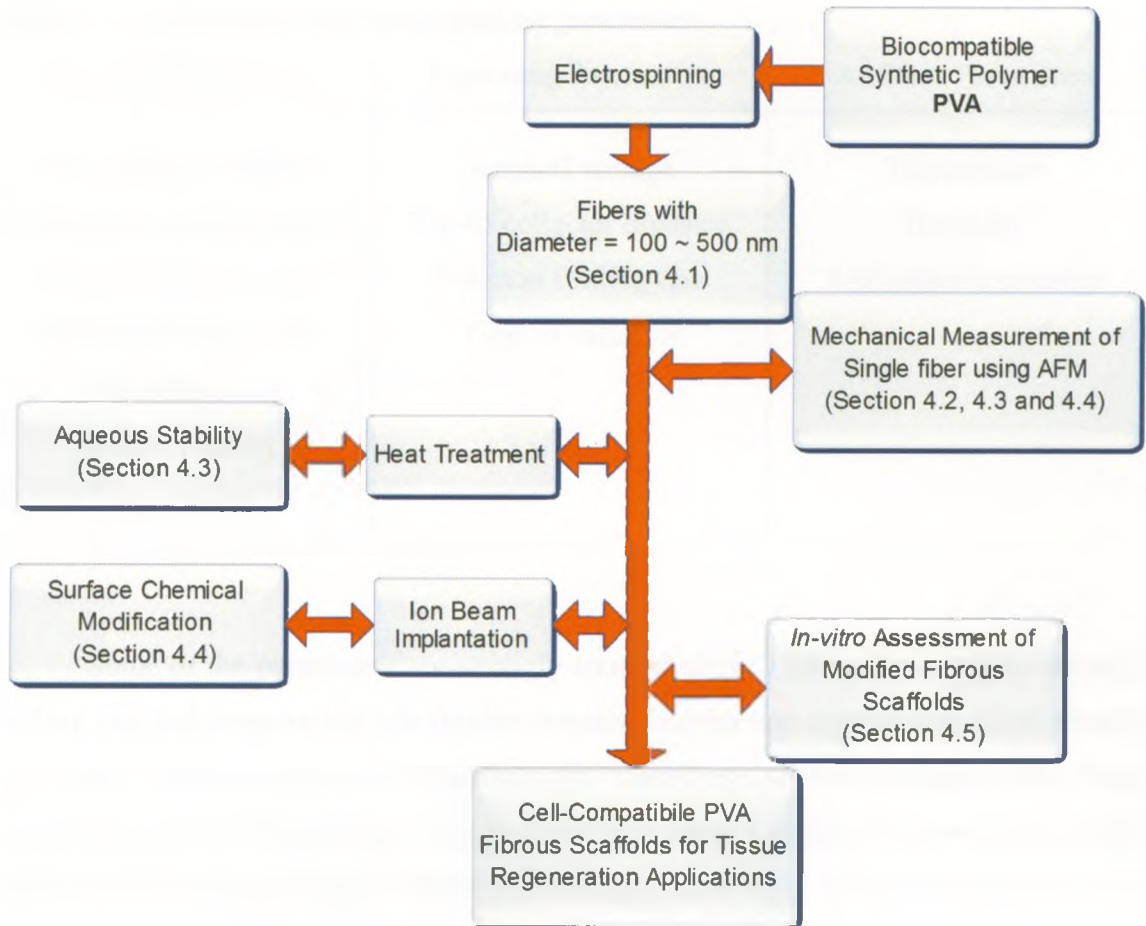 Electrospinning
Biocompatible
Synthetic Polymer
PVA
Fibers with
Diameter = 100 ~ 500 nm
(Section 4.1)
Mechanical Measurement of
Single fiber using AFM
(Section 4.2, 4.3 and 4.4)
Aqueous Stability
(Section 4.3)
Heat Treatment
Surface Chemical
Modification
(Section 4.4)
Ion Beam
Implantation
In-vitro Assessment of
Modified Fibrous
Scaffolds
(Section 4.5)
Cell-Compatibile PVA
Fibrous Scaffolds for Tissue
Regeneration Applications